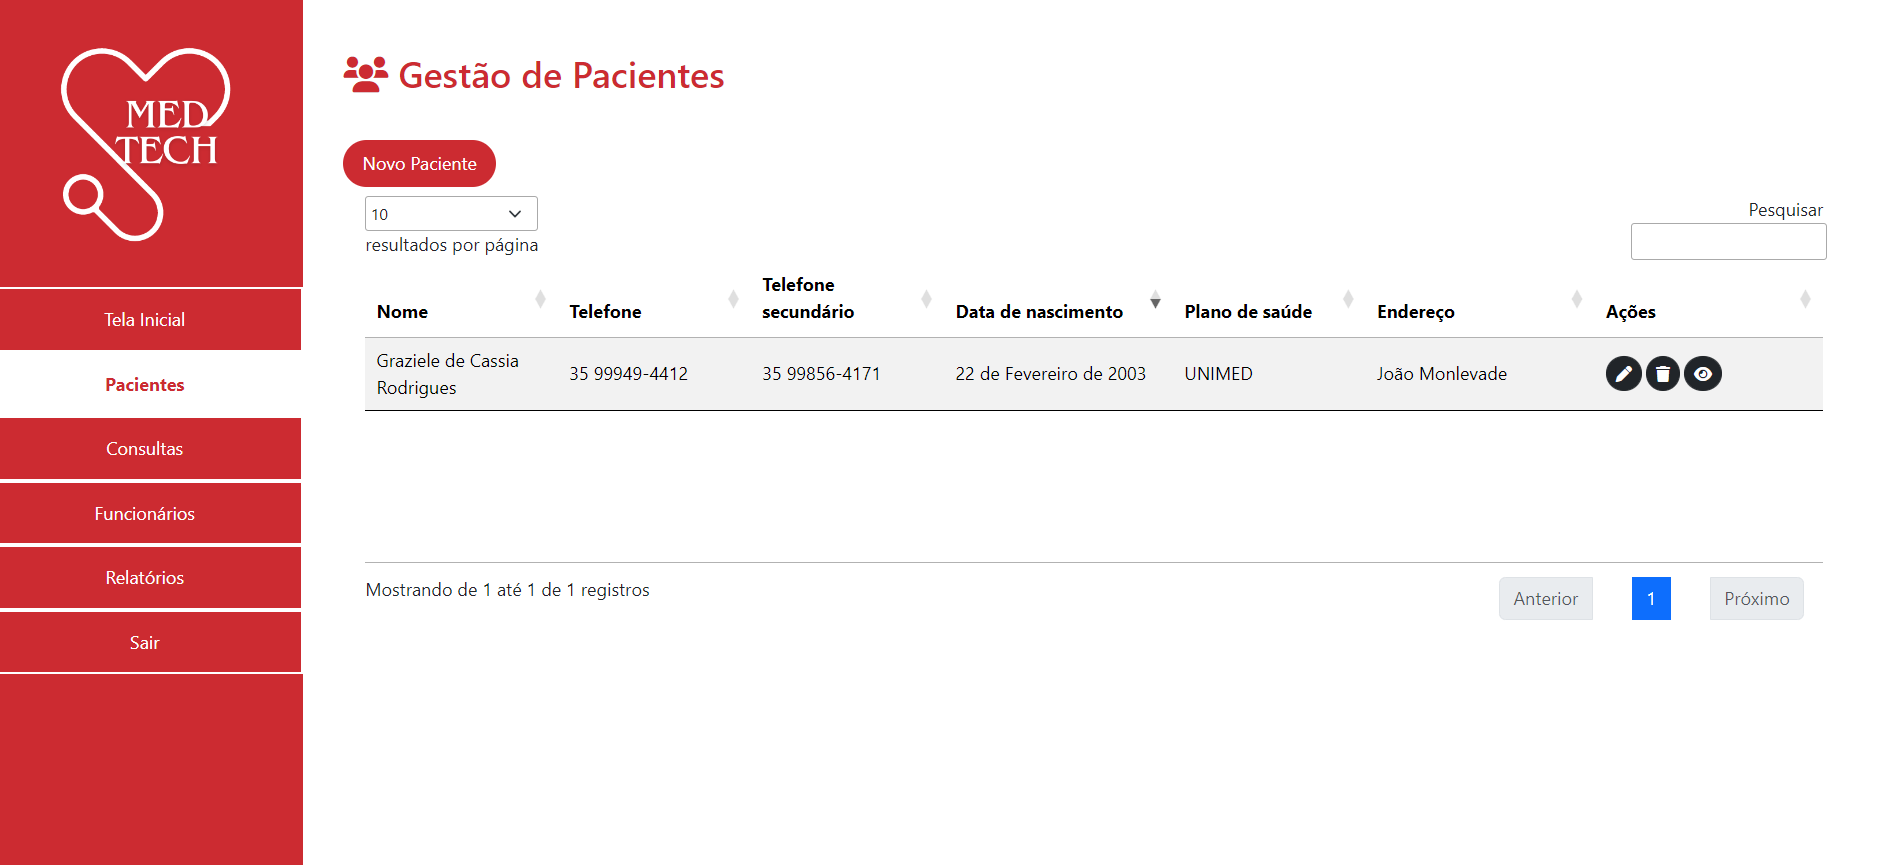 MED
TECH
Tela Inicial
Pacientes
Consultas
Funcionários
Relatórios
Sair
Gestão de Pacientes
Novo Paciente
10
resultados por página
Pesquisar
Nome
Telefone
Telefone
secundário
Data de nascimento
Plano de saúde
Endereço
Ações
Graziele de Cassia
Rodrigues
35 99949-4412
35 99856-4171
22 de Fevereiro de 2003
UNIMED
João Monlevade
Mostrando de 1 até 1 de 1 registros
Anterior
1
Próximo